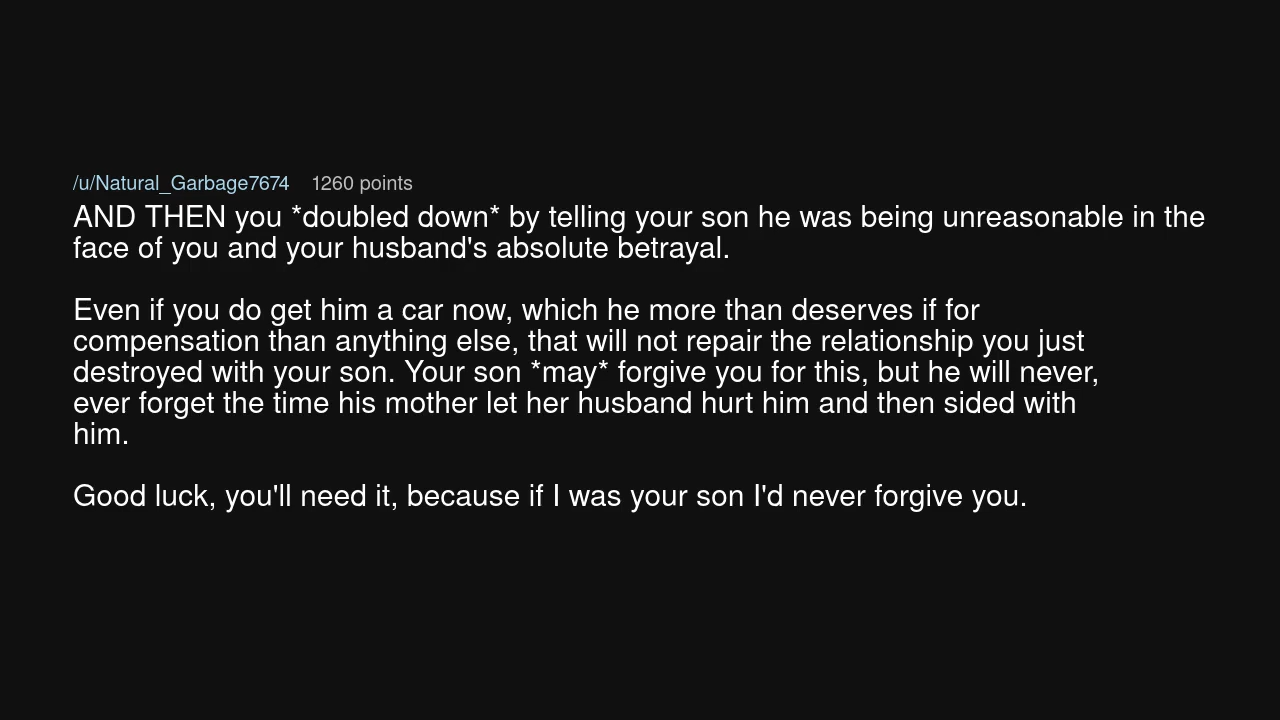 /u/Natural_Garbage7674 1260 points
AND THEN you *doubled down* by telling your son he was being unreasonable in the
face of you and your husband's absolute betrayal.
Even if you do get him a car now, which he more than deserves if for
compensation than anything else, that will not repair the relationship you just
destroyed with your son. Your son *may* forgive you for this, but he will never,
ever forget the time his mother let her husband hurt him and then sided with
him.
Good luck, you'll need it, because if I was your son I'd never forgive you.